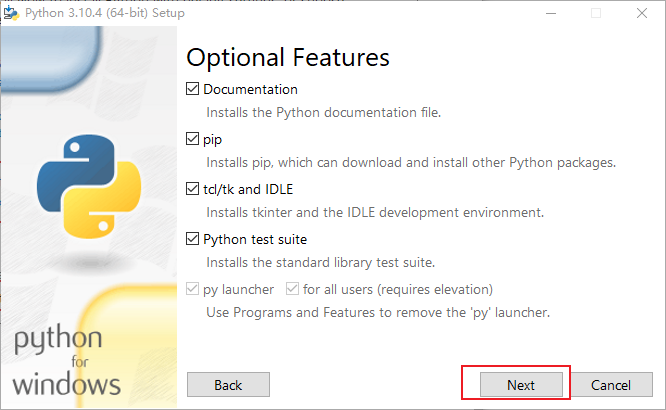 Python 3.10.4 (64-bit) Setup
Optional Features
Documentation
Installs the Python documentation file.
pip
Installs pip, which can download and install other Python packages.
tcl/tk and IDLE
Installs tkinter and the IDLE development environment.
Python test suite
Installs the standard library test suite.
py launcher for all users (requires elevation)
Use Programs and Features to remove the 'py' launcher.
python
for
windows
Back Next Cancel